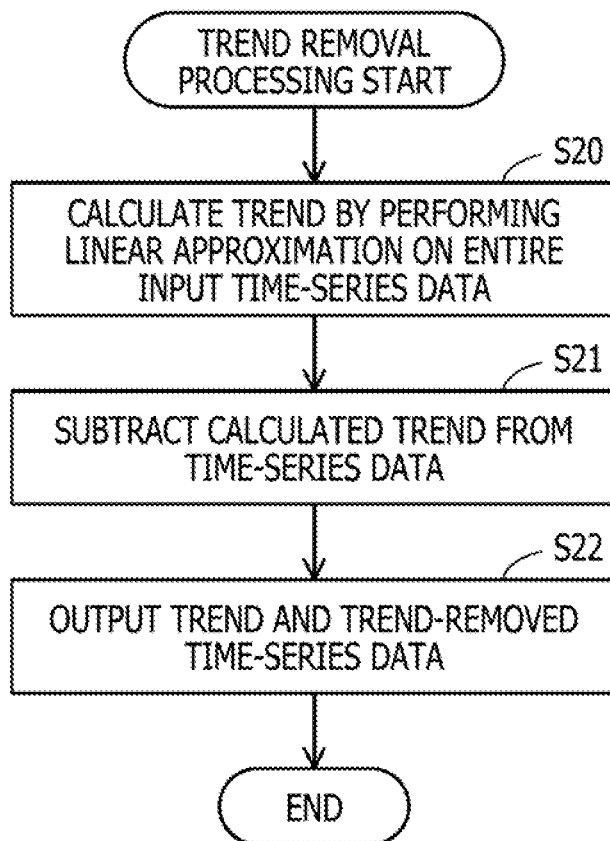 TREND REMOVAL
PROCESSING START
S20
CALCULATE TREND BY PERFORMING
LINEAR APPROXIMATION ON ENTIRE
INPUT TIME-SERIES DATA
S21
SUBTRACT CALCULATED TREND FROM
TIME-SERIES DATA
S22
OUTPUT TREND AND TREND-REMOVED
TIME-SERIES DATA
END